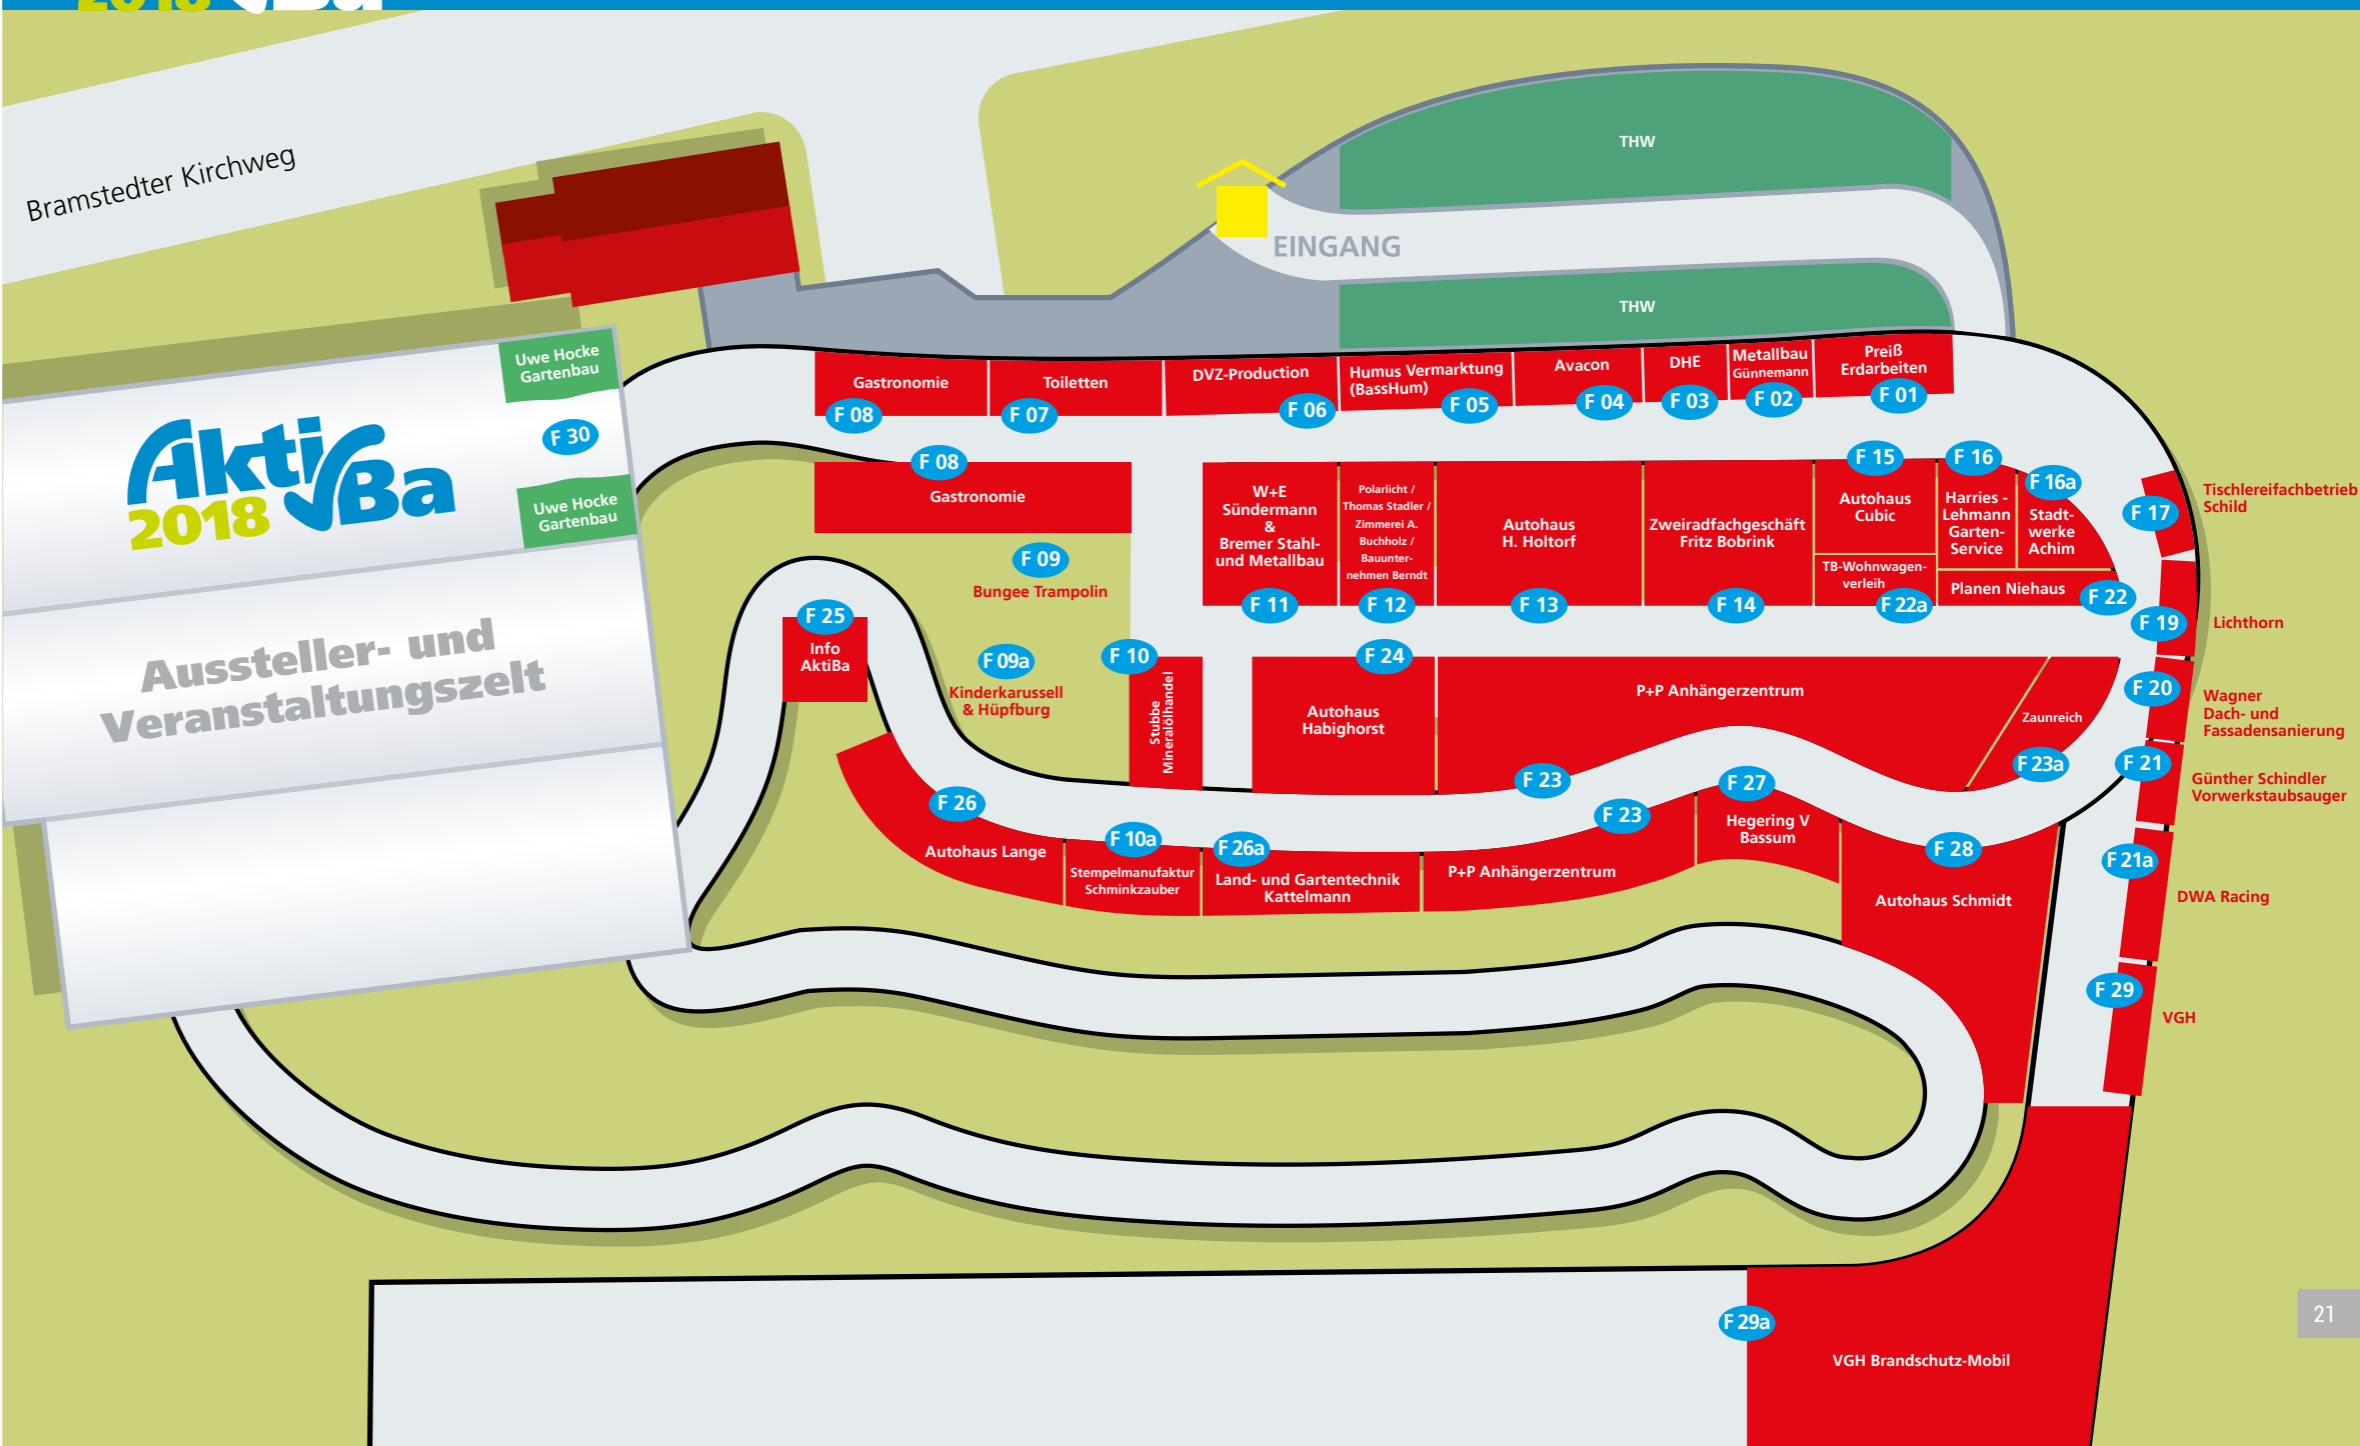 2018 Ba
Bramstedter Kirchweg
THW
EINGANG
THW
Uwe Hocke
Gartenbau
F 30
Uwe Hocke
Gartenbau
AktivBa
2018
Aussteller- und
Veranstaltungszelt
Gastronomie
F 08
Toiletten
F 07
DVZ-Production
F 06
Humus Vermarktung
(BassHum)
F 05
Avacon
F 04
DHE
F 03
Metallbau
Günnemann
F 02
Preiß
Erdarbeiten
F 01
F 08
Gastronomie
F 09
Bungee Trampolin
F 09a
Kinderkarussell
& Hüpfburg
F 25
Info
AktiBa
F 10
Stubbe
Mineralölhandel
W+E
Sündermann
&
Bremer Stahl-
und Metallbau
F 11
Polarlicht /
Thomas Stadler /
Zimmerei A.
Buchholz /
Bauunter-
nehmen Berndt
F 12
Autohaus
H. Holtorf
F 13
Zweiradfachgeschäft
Fritz Bobrink
F 14
F 15
Autohaus
Cubic
TB-Wohnwagen-
verleih
F 22a
F 16
Harries -
Lehmann
Garten-
Service
F 16a
Stadt-
werke
Achim
Planen Niehaus
F 22
F 17
Tischlereifachbetrieb
Schild
F 19
Lichthorn
F 20
Wagner
Dach- und
Fassadensanierung
F 21
Günther Schindler
Vorwerkstaubsauger
F 21a
DWA Racing
F 29
VGH
F 24
Autohaus
Habighorst
P+P Anhängerzentrum
F 23
Zaunreich
F 23a
F 26
Autohaus Lange
F 10a
Stempelmanufaktur
Schminkzauber
F 26a
Land- und Gartentechnik
Kattelmann
F 23
P+P Anhängerzentrum
F 27
Hegering V
Bassum
F 28
Autohaus Schmidt
F 29a
VGH Brandschutz-Mobil
21